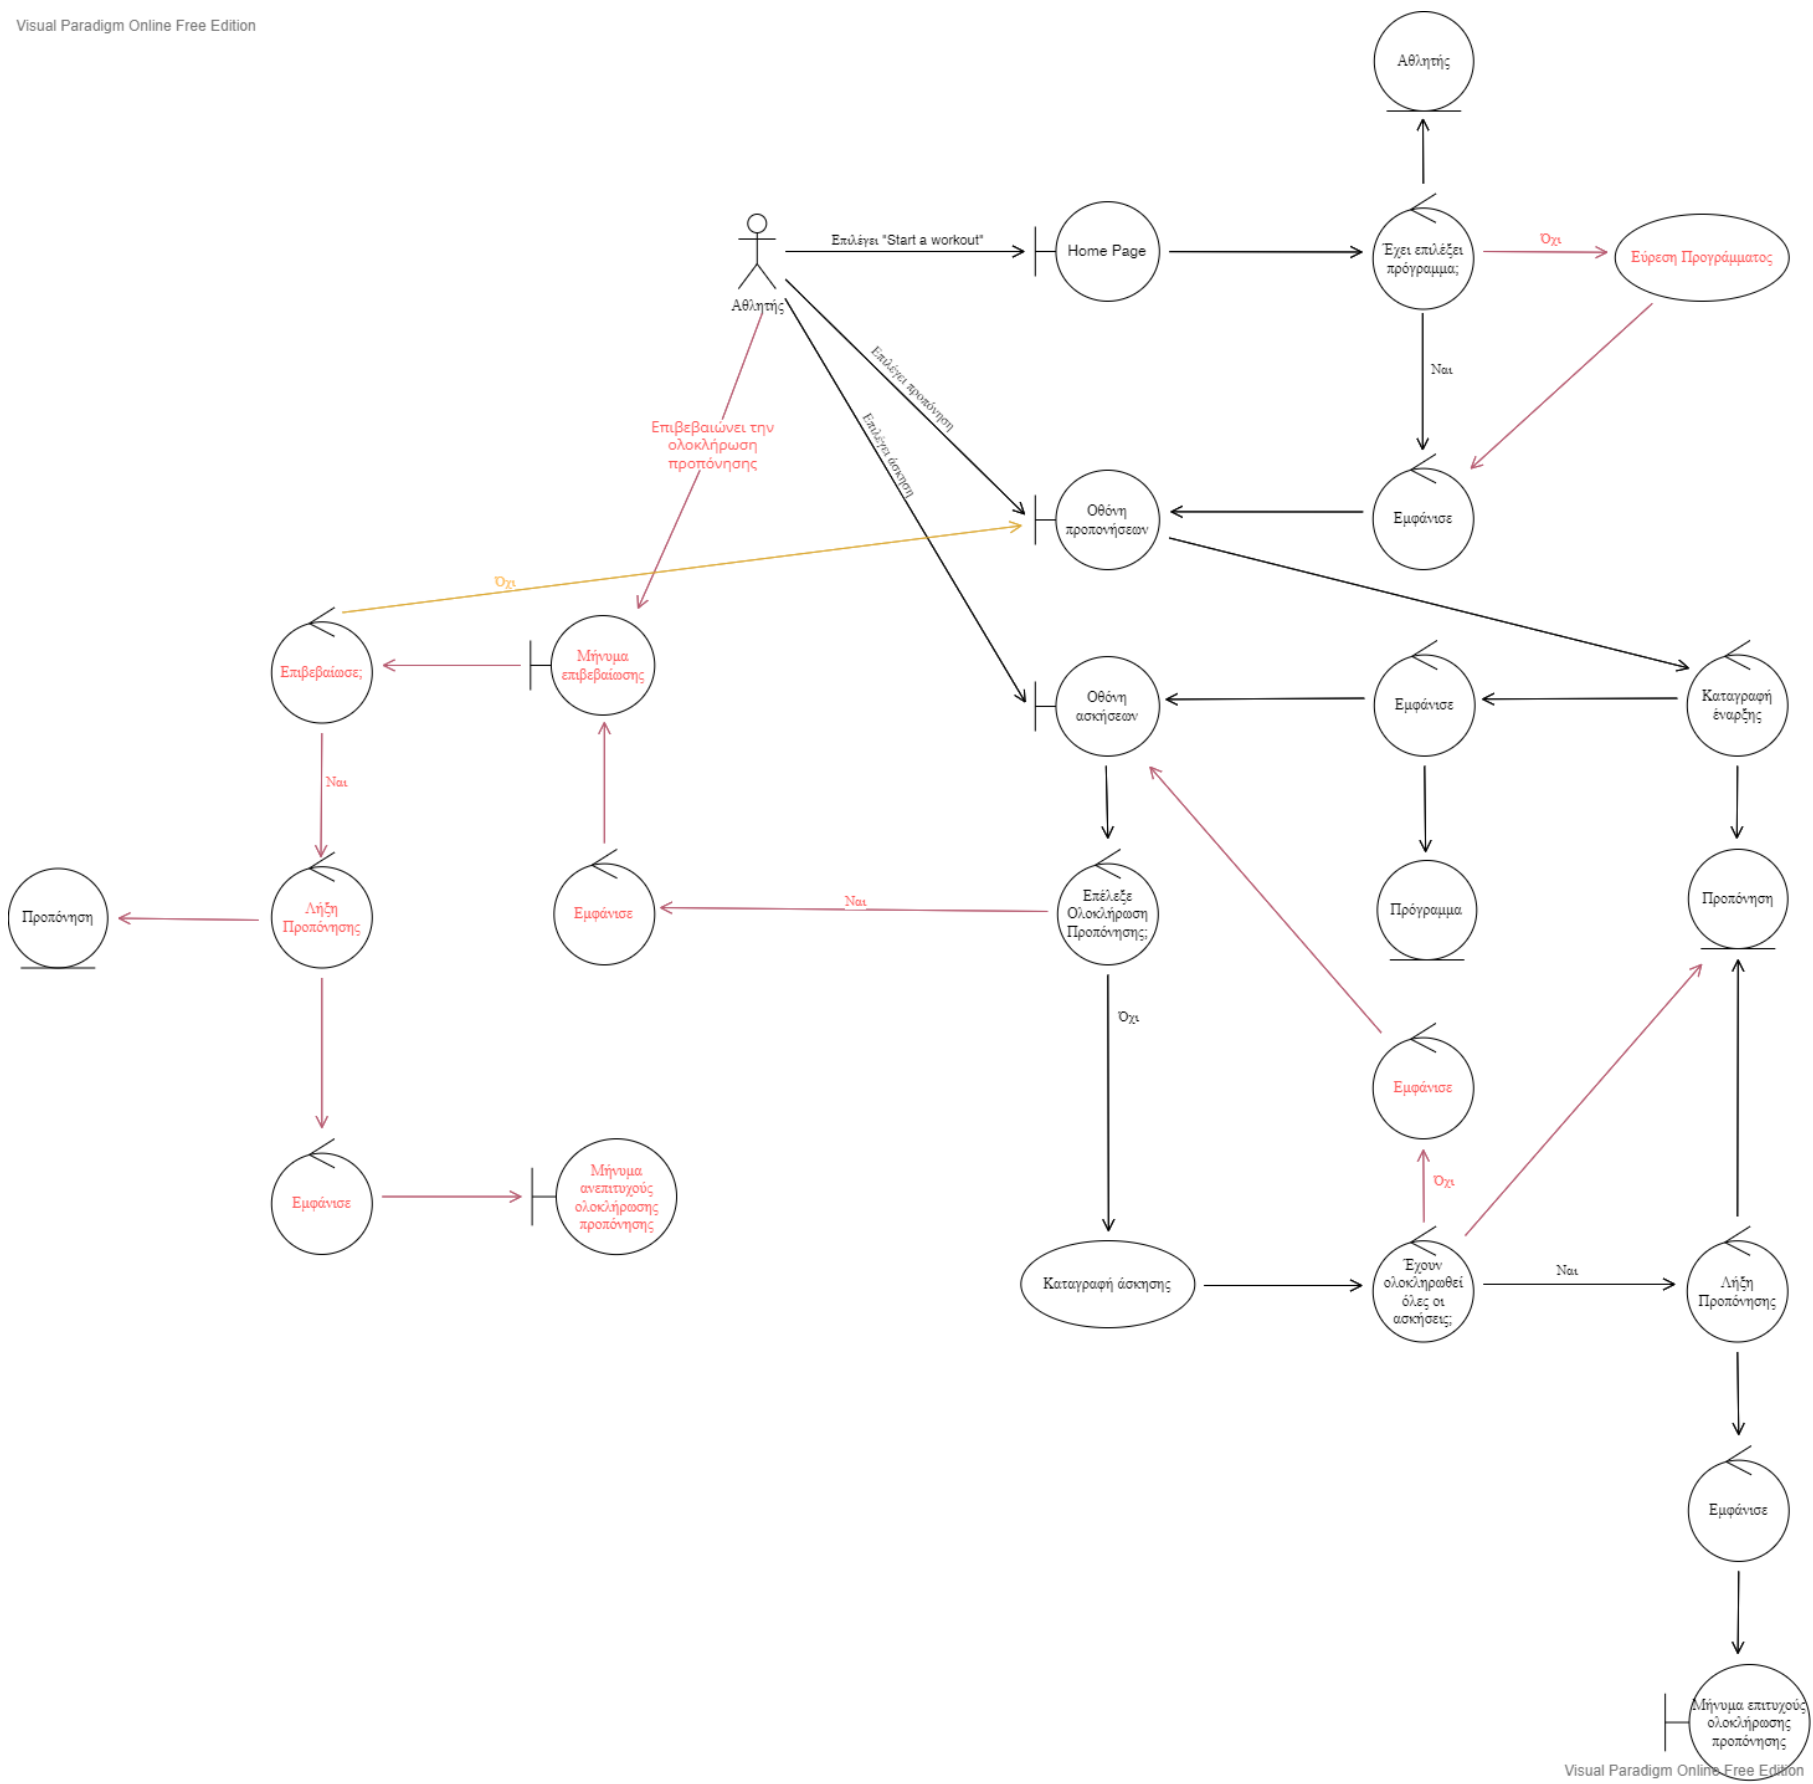 Visual Paradigm Online Free Edition
Αθλητής
Επιλέγει "Start a workout"
Home Page
Έχει επιλέξει
πρόγραμμα;
Όχι
Εύρεση Προγράμματος
Αθλητής
Ναι
Επιλέγει προπόνηση
Επιλέγει άσκηση
Επιβεβαιώνει την
ολοκλήρωση
προπόνησης
Οθόνη
προπονήσεων
Εμφάνισε
Όχι
Επιβεβαίωσε;
Μήνυμα
επιβεβαίωσης
Οθόνη
ασκήσεων
Εμφάνισε
Καταγραφή
έναρξης
Ναι
Προπόνηση
Λήξη
Προπόνησης
Εμφάνισε
Ναι
Επέλεξε
Ολοκλήρωση
Προπόνησης;
Πρόγραμμα
Προπόνηση
Όχι
Εμφάνισε
Όχι
Εμφάνισε
Μήνυμα
ανεπιτυχούς
ολοκλήρωσης
προπόνησης
Καταγραφή άσκησης
Έχουν
ολοκληρωθεί
όλες οι
ασκήσεις;
Ναι
Λήξη
Προπόνησης
Εμφάνισε
Μήνυμα επιτυχούς
ολοκλήρωσης
προπόνησης
Visual Paradigm Online Free Edition